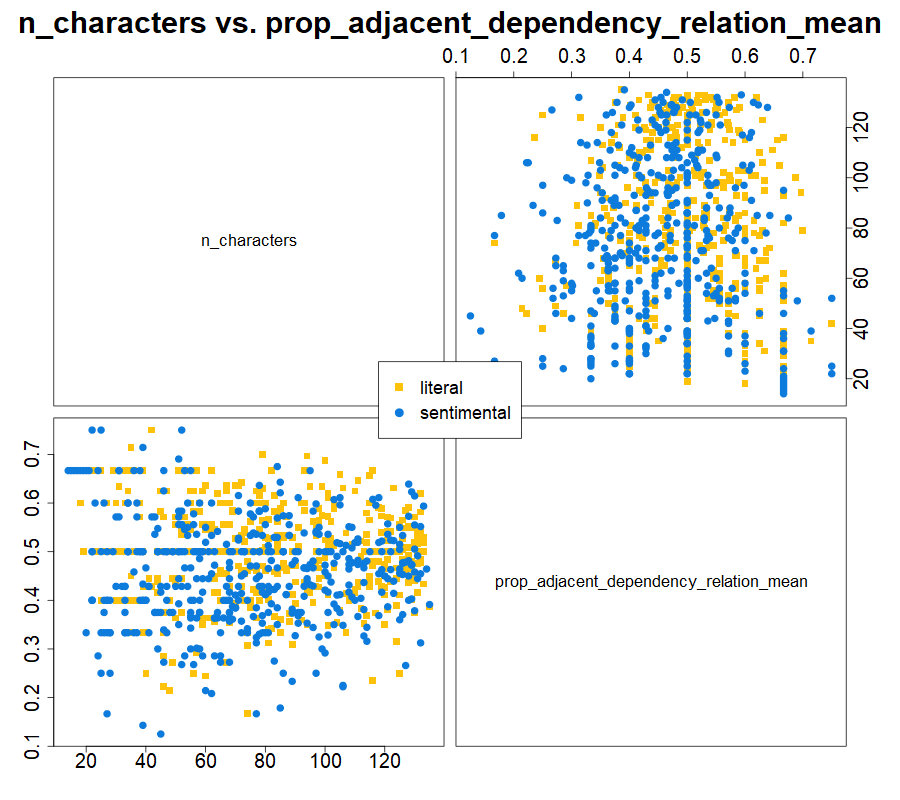 n_characters vs. prop_adjacent_dependency_relation_mean
0.1 0.2 0.3 0.4 0.5 0.6 0.7
n_characters
20 40 60 80 100 120
literal
sentimental
0.1 0.2 0.3 0.4 0.5 0.6 0.7
prop_adjacent_dependency_relation_mean
20 40 60 80 100 120